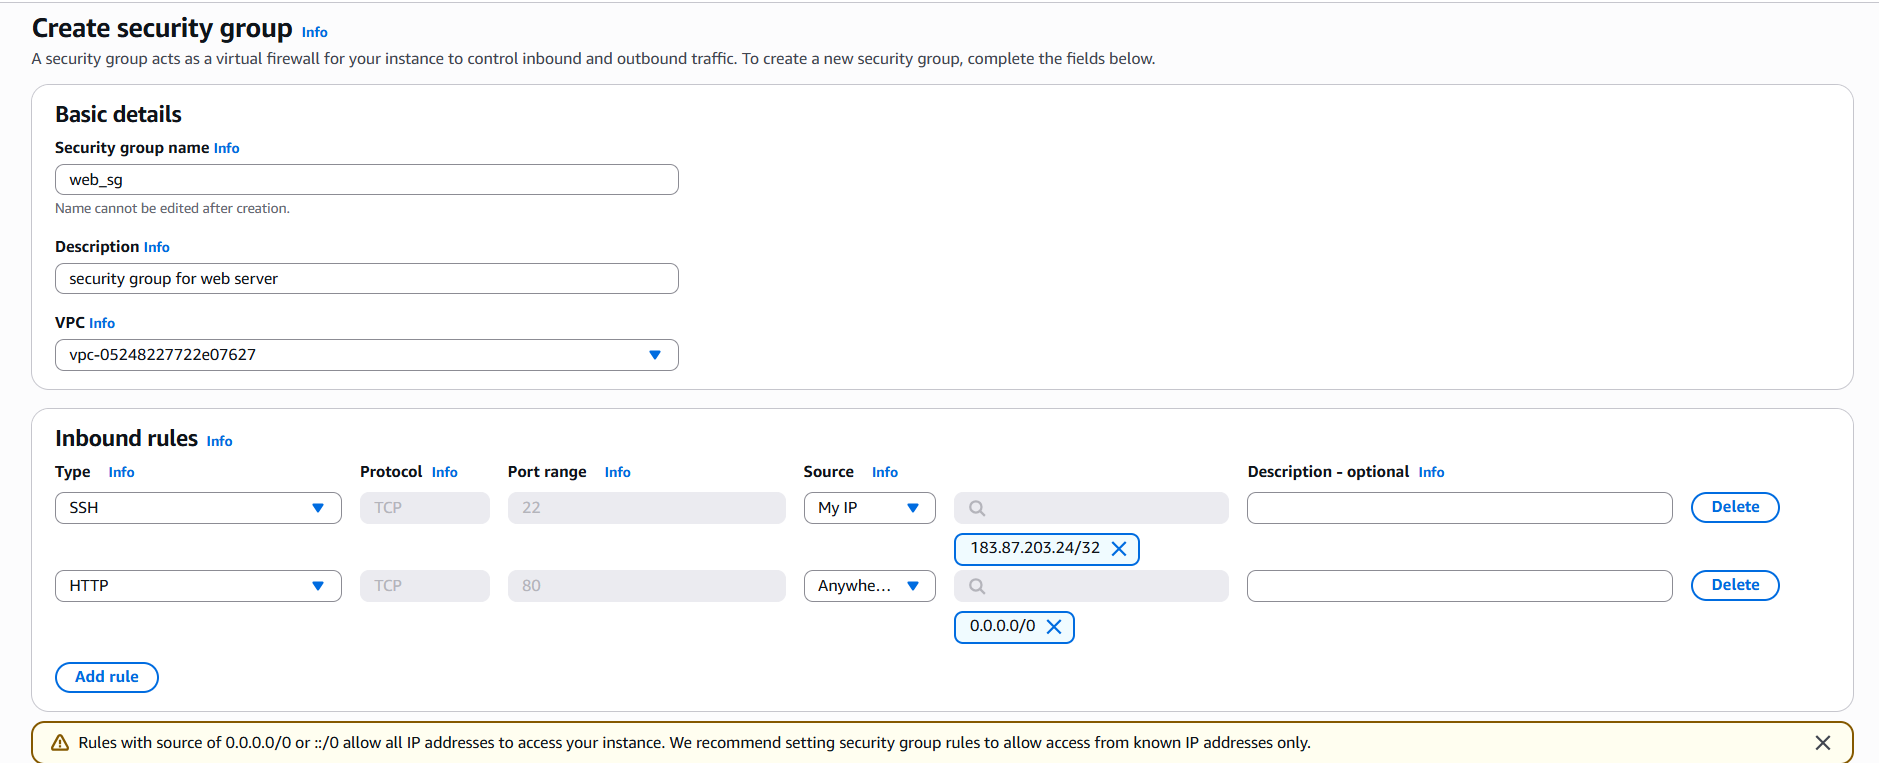 Create security group Info
A security group acts as a virtual firewall for your instance to control inbound and outbound traffic. To create a new security group, complete the fields below.
Basic details
Security group name Info
web_sg
Name cannot be edited after creation.
Description Info
security group for web server
VPC Info
vpc-05248227722e07627
Inbound rules Info
Type Info Protocol Info Port range Info Source Info Description - optional Info
SSH TCP 22 My IP Delete
183.87.203.24/32
HTTP TCP 80 Anywhe... Delete
0.0.0.0/0
Add rule
Rules with source of 0.0.0.0/0 or ::/0 allow all IP addresses to access your instance. We recommend setting security group rules to allow access from known IP addresses only.